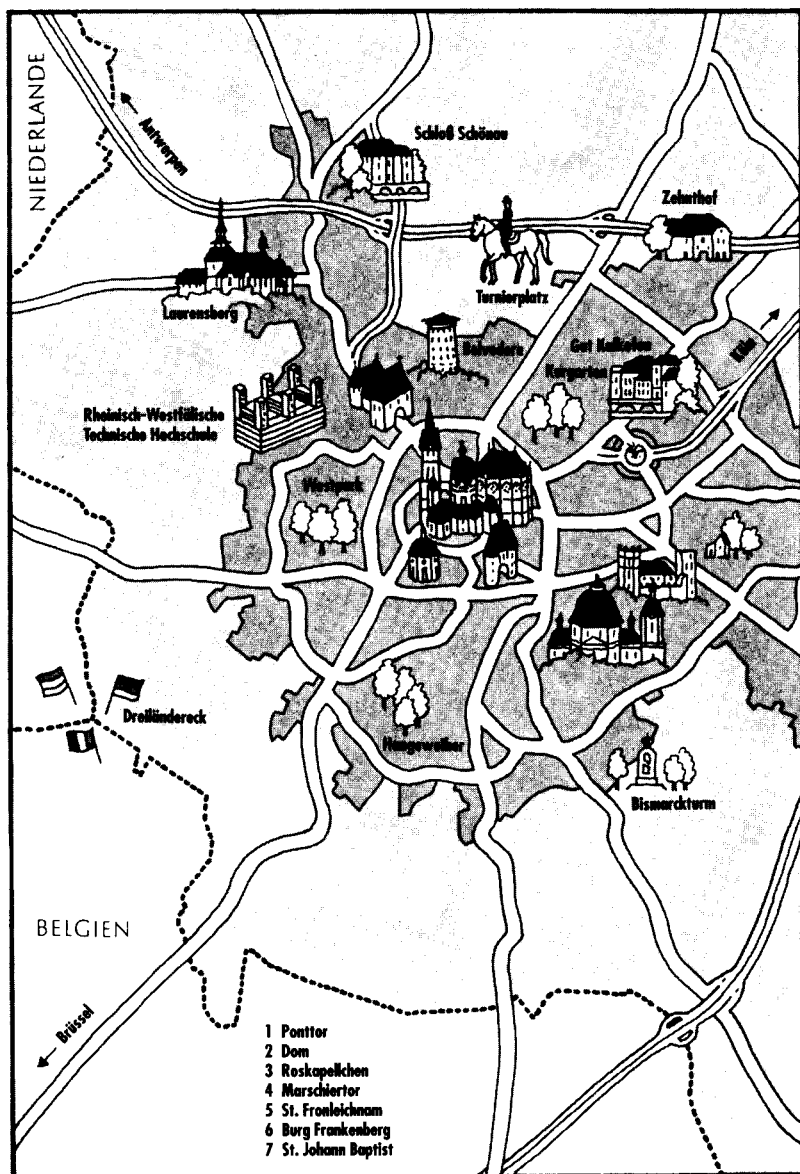 NIEDERLANDE
Antwerpen
Schloß Schönau
Zehnthof
Turnierplatz
Laurensberg
Belvedere
Gut Kalkofen
Kurgarten
Köln
Rheinisch-Westfälische
Technische Hochschule
Westpark
Dreiländereck
Hangeweiher
Bismarckturm
BELGIEN
Brüssel
1 Ponttor
2 Dom
3 Roskapellchen
4 Marschiertor
5 St. Fronleichnam
6 Burg Frankenberg
7 St. Johann Baptist